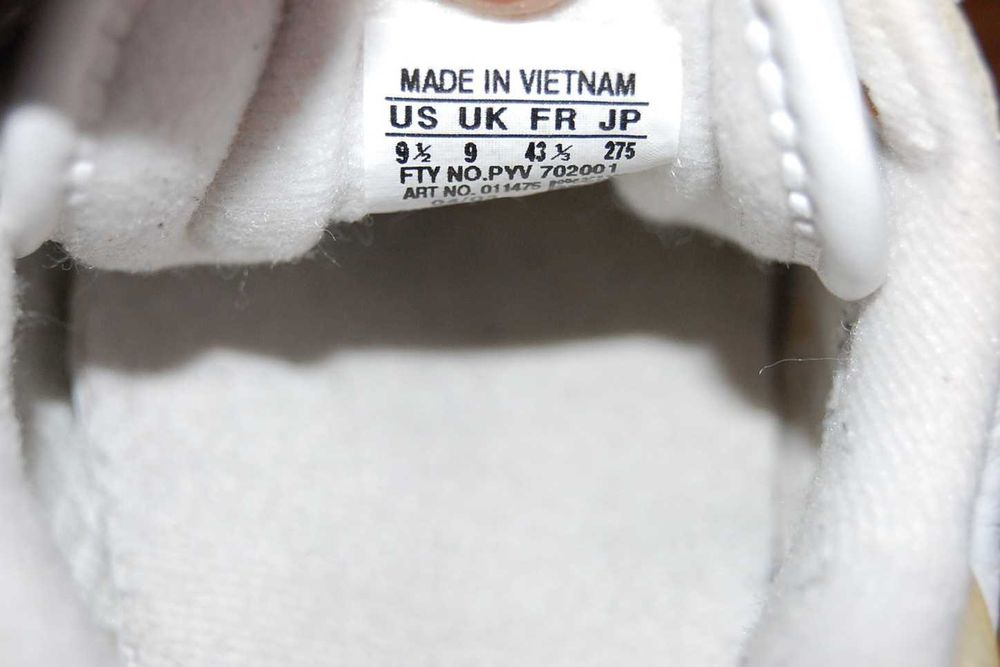 MADE IN VIETNAM
US UK FR JP
9½ 9 43⅓ 275
FTY NO.PYV 702001
ART NO. 011475